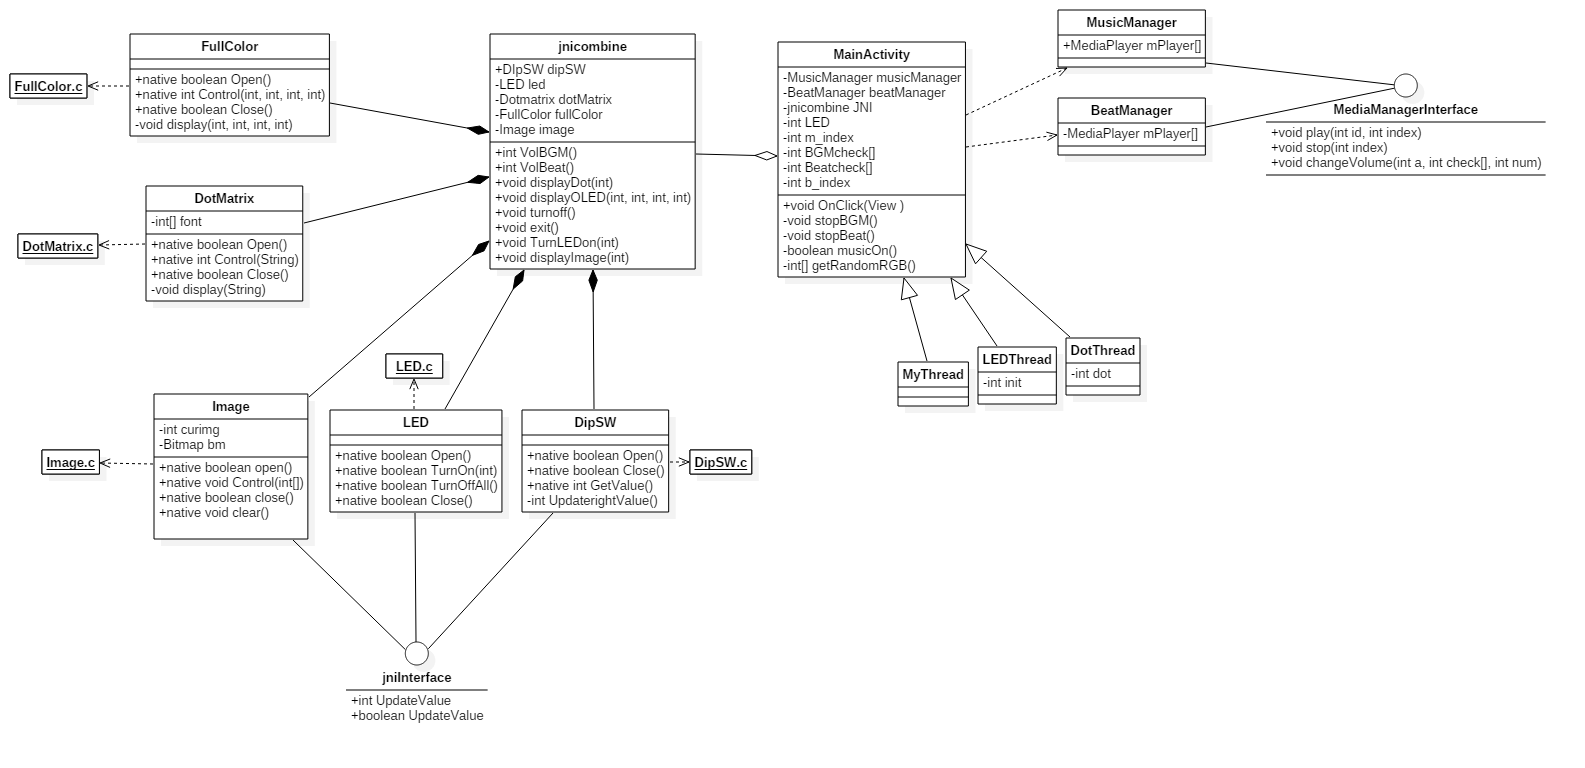 FullColor
+native boolean Open()
+native int Control(int, int, int, int)
+native boolean Close()
-void display(int, int, int, int)
FullColor.c
DotMatrix
-int[] font
+native boolean Open()
+native int Control(String)
+native boolean Close()
-void display(String)
DotMatrix.c
jnicombine
+DIpSW dipSW
-LED led
-Dotmatrix dotMatrix
-FullColor fullColor
-Image image
+int VolBGM()
+int VolBeat()
+void displayDot(int)
+void displayOLED(int, int, int, int)
+void turnoff()
+void exit()
+void TurnLEDon(int)
+void displayImage(int)
MainActivity
-MusicManager musicManager
-BeatManager beatManager
-jnicombine JNI
-int LED
-int m_index
-int BGMcheck[]
-int Beatcheck[]
-int b_index
+void OnClick(View )
-void stopBGM()
-void stopBeat()
-boolean musicOn()
-int[] getRandomRGB()
MusicManager
+MediaPlayer mPlayer[]
BeatManager
-MediaPlayer mPlayer[]
MediaManagerInterface
+void play(int id, int index)
+void stop(int index)
+void changeVolume(int a, int check[], int num)
MyThread
LEDThread
-int init
DotThread
-int dot
LED.c
Image
-int curimg
-Bitmap bm
+native boolean open()
+native void Control(int[])
+native boolean close()
+native void clear()
Image.c
LED
+native boolean Open()
+native boolean TurnOn(int)
+native boolean TurnOffAll()
+native boolean Close()
DipSW
+native boolean Open()
+native boolean Close()
+native int GetValue()
-int UpdaterightValue()
DipSW.c
jniInterface
+int UpdateValue
+boolean UpdateValue